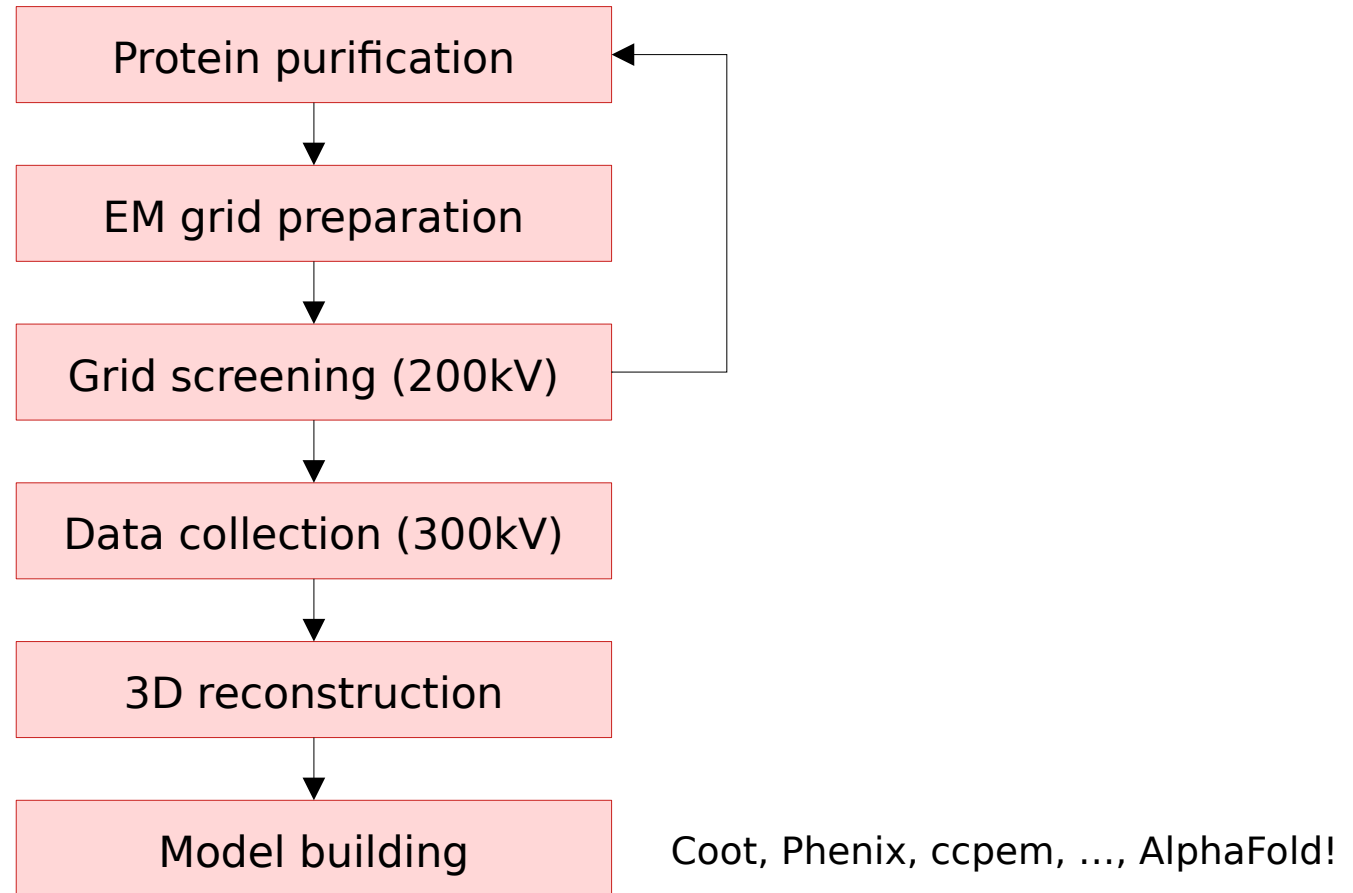 Protein purification
EM grid preparation
Grid screening (200kV)
Data collection (300kV)
3D reconstruction
Model building
Coot, Phenix, ccpem, ..., AlphaFold!